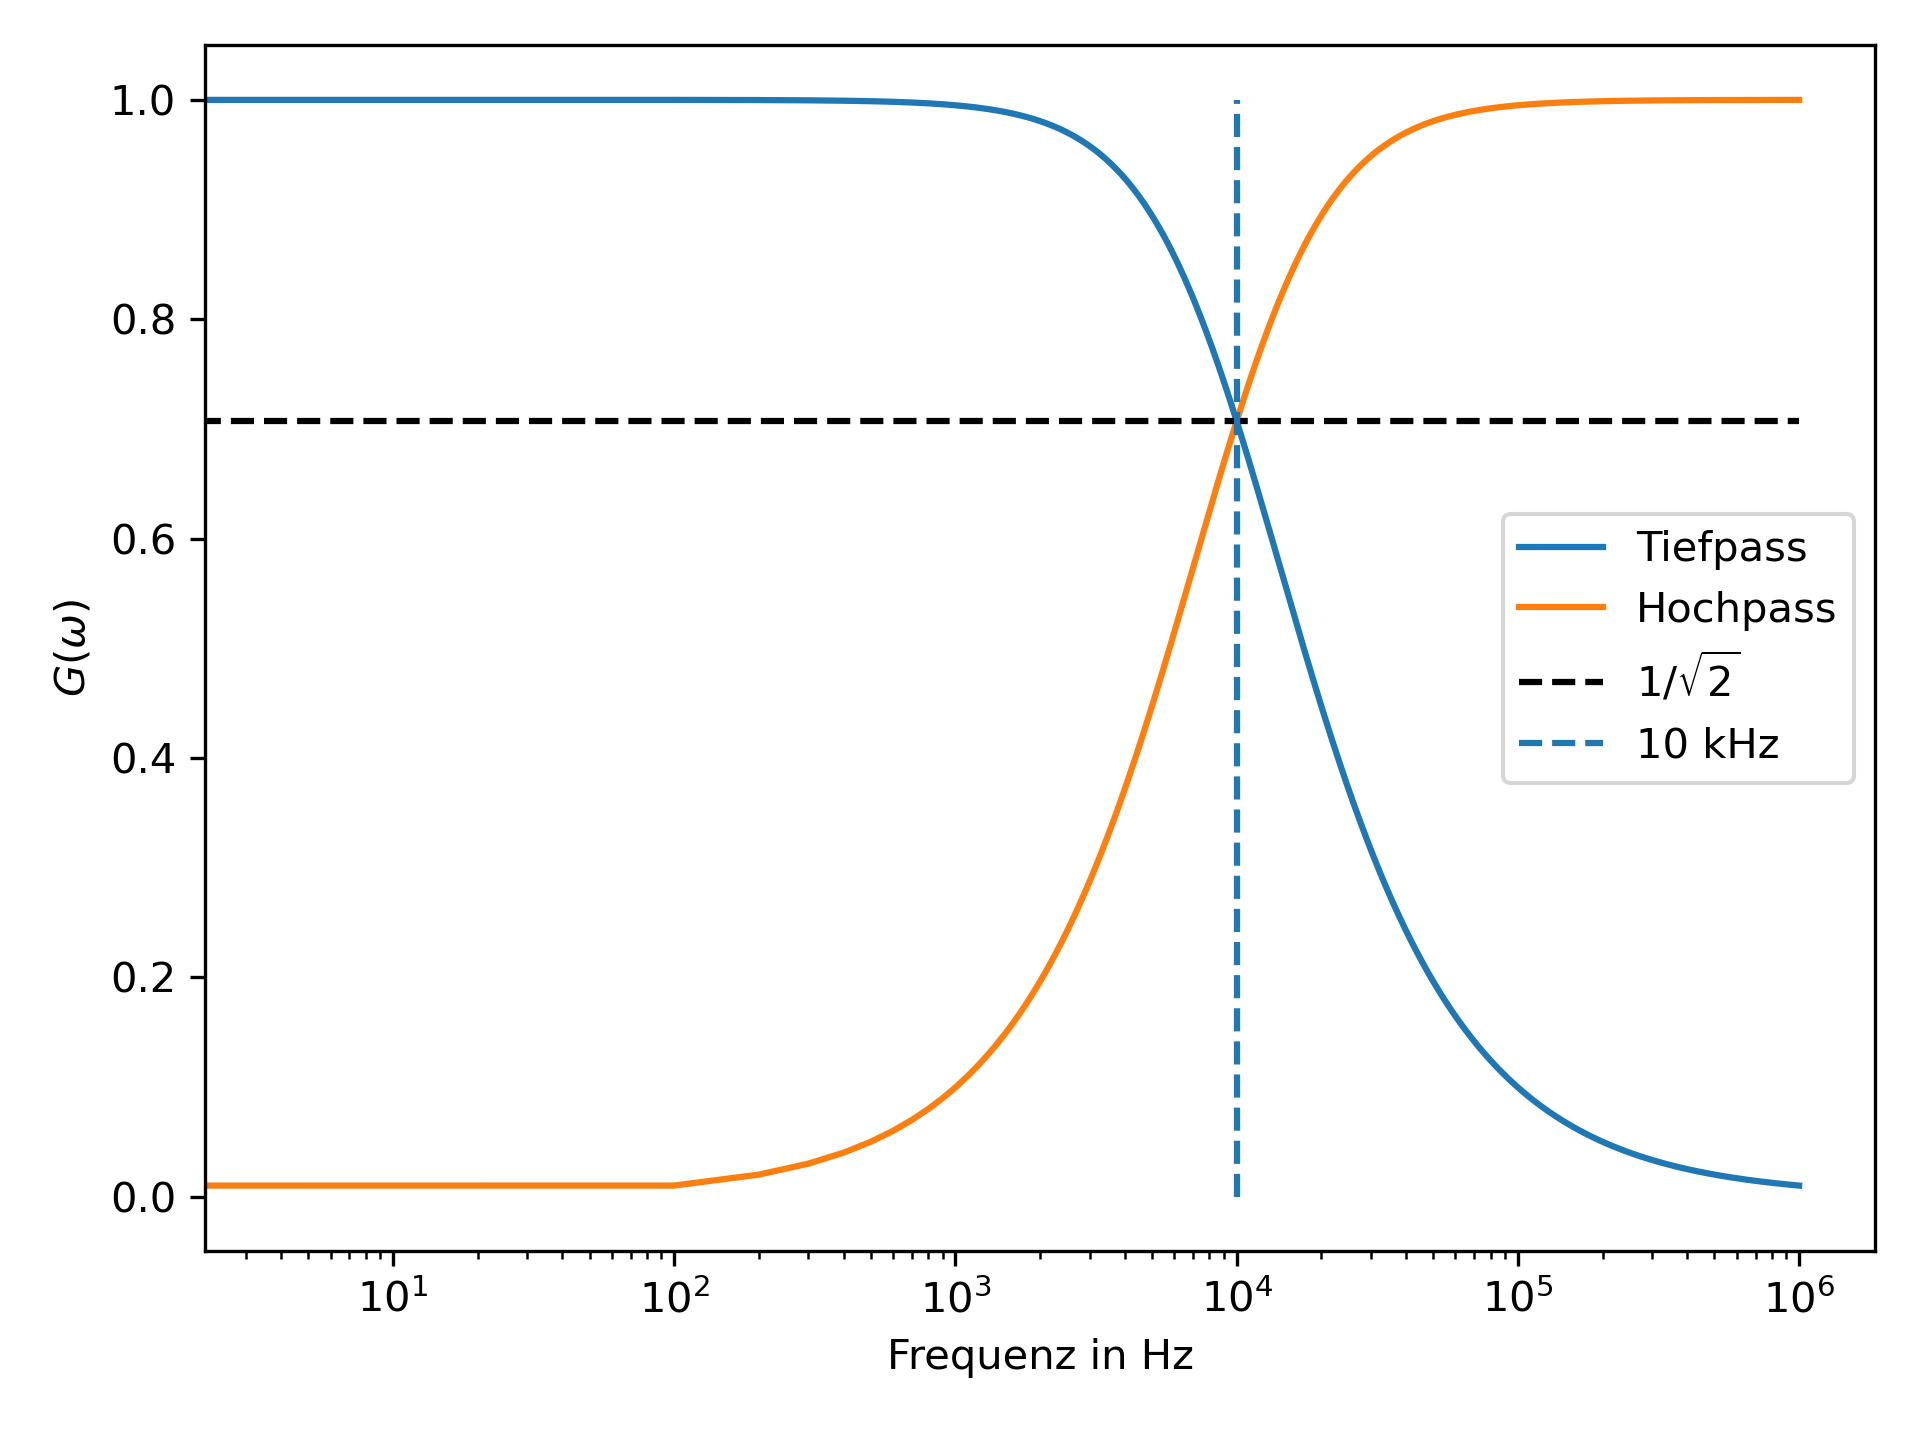 1.0
0.8
0.6
0.4
0.2
0.0
G(ω)
Tiefpass
Hochpass
1/√2
10 kHz
10¹ 10² 10³ 10⁴ 10⁵ 10⁶
Frequenz in Hz